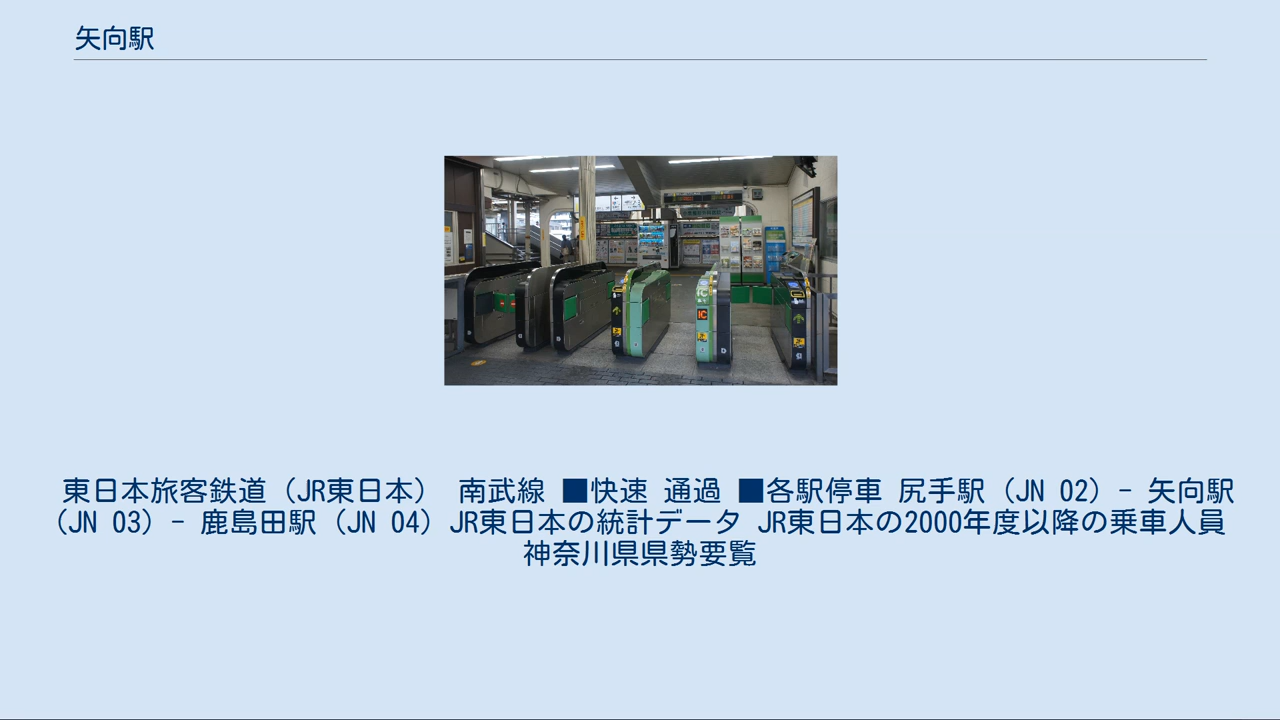 矢向駅
IC
東日本旅客鉄道（JR東日本） 南武線 ■快速 通過 ■各駅停車 尻手駅（JN 02）- 矢向駅
（JN 03）- 鹿島田駅（JN 04）JR東日本の統計データ JR東日本の2000年度以降の乗車人員
神奈川県県勢要覧